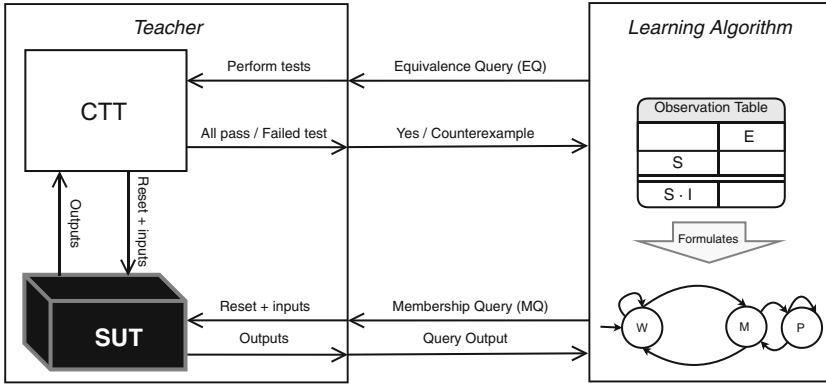 Teacher
Learning Algorithm
Perform tests
Equivalence Query (EQ)
CTT
All pass / Failed test
Yes / Counterexample
Observation Table
E
S
S · I
Outputs
Reset + inputs
Formulates
SUT
Reset + inputs
Membership Query (MQ)
Outputs
Query Output
W
M
P